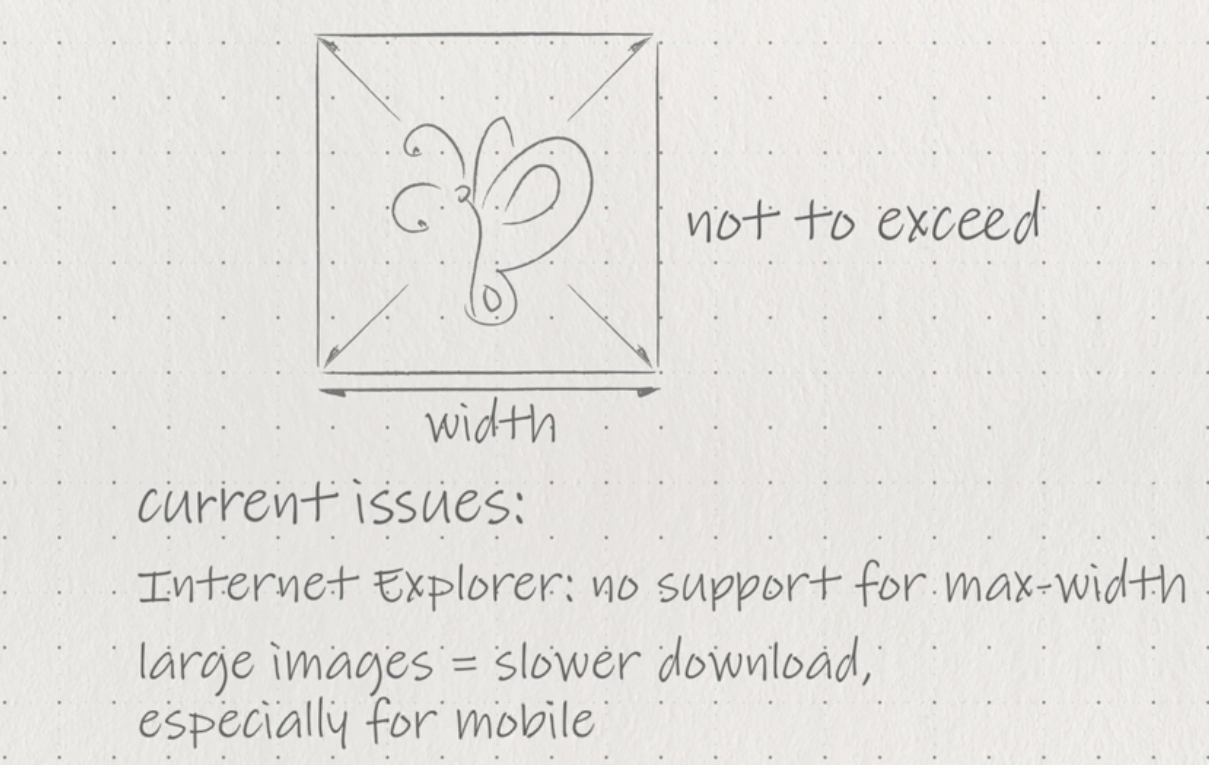 not to exceed
width
current issues:
Internet Explorer: no support for max-width
large images = slower download,
especially for mobile